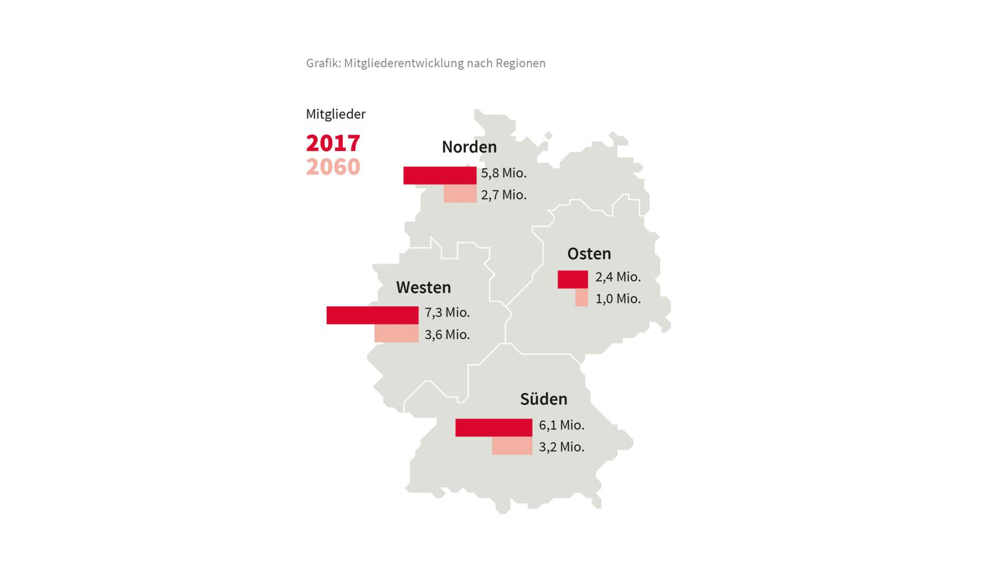 Grafik: Mitgliederentwicklung nach Regionen
Mitglieder
2017
2060
Norden
5,8 Mio.
2,7 Mio.
Osten
2,4 Mio.
1,0 Mio.
Westen
7,3 Mio.
3,6 Mio.
Süden
6,1 Mio.
3,2 Mio.